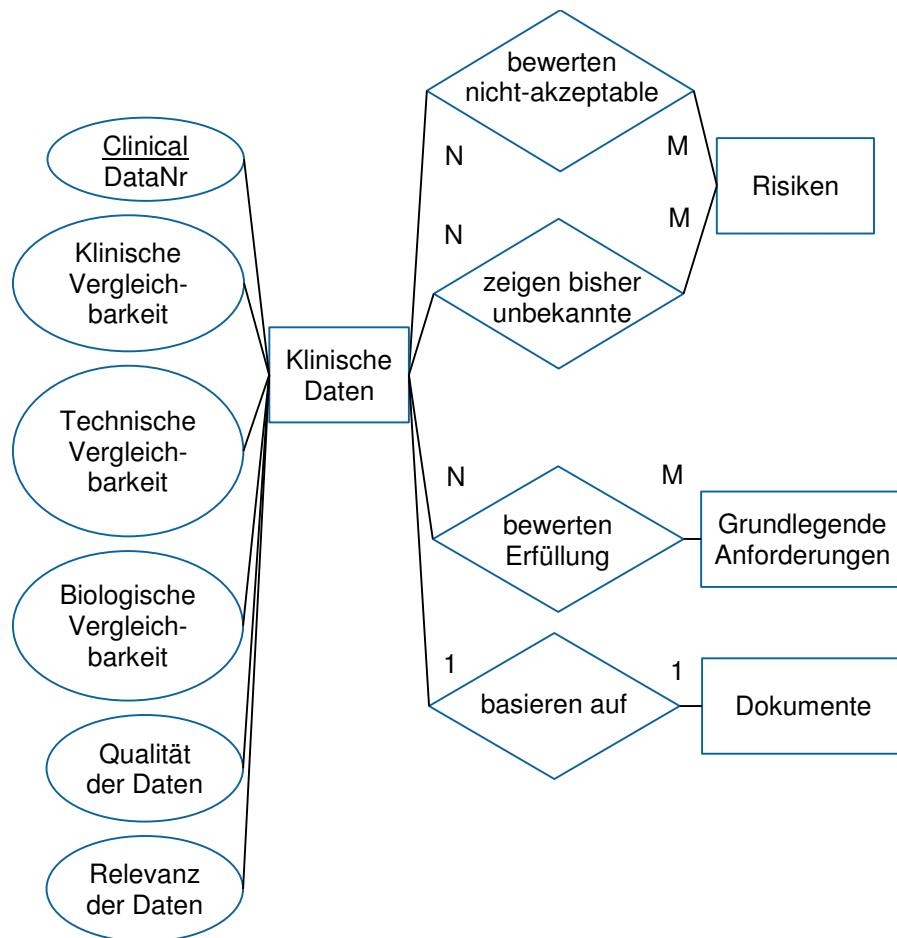 Clinical
DataNr
Klinische
Vergleich-
barkeit
Technische
Vergleich-
barkeit
Biologische
Vergleich-
barkeit
Qualität
der Daten
Relevanz
der Daten
Klinische
Daten
bewerten
nicht-akzeptable
N
M
zeigen bisher
unbekannte
N
M
Risiken
bewerten
Erfüllung
N
M
Grundlegende
Anforderungen
basieren auf
1
1
Dokumente